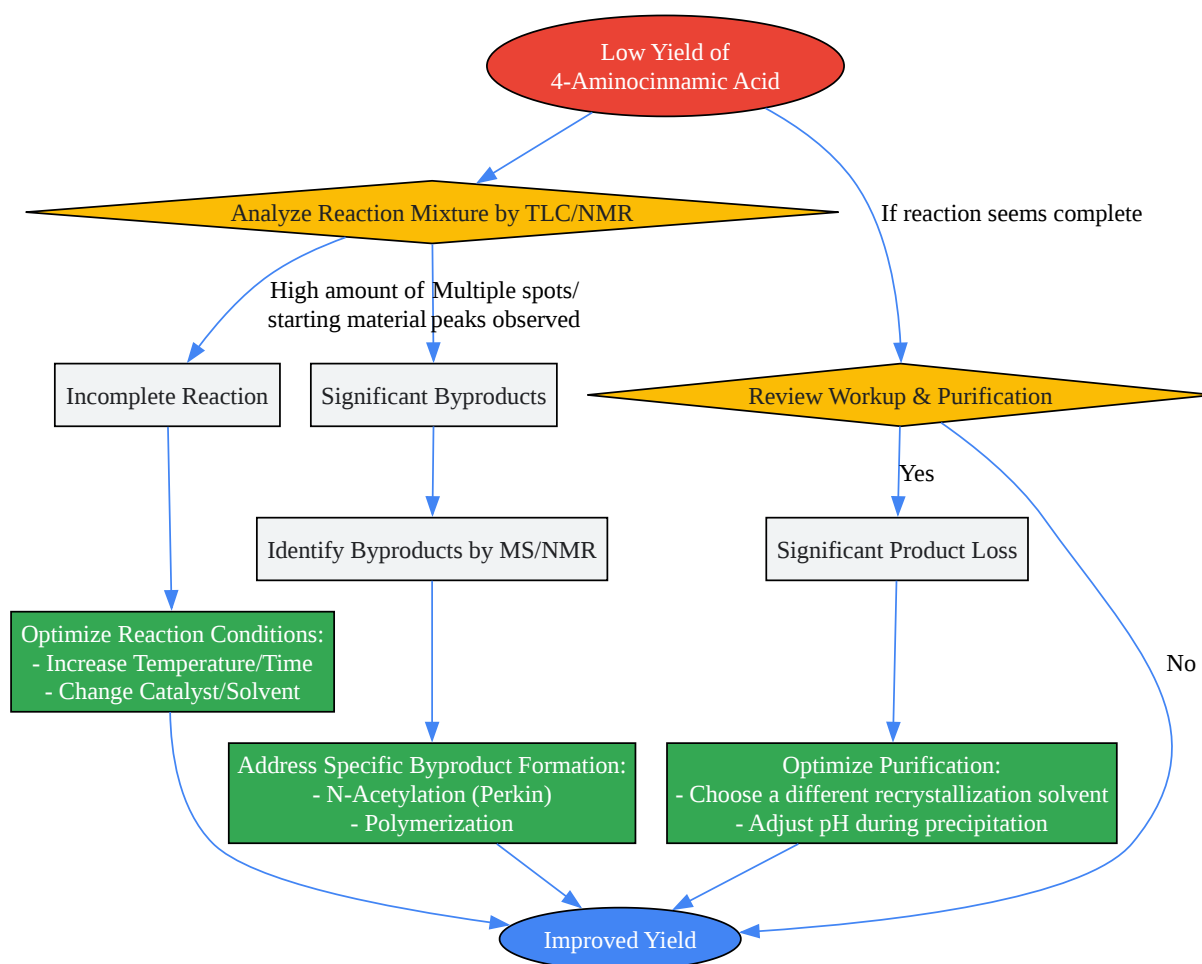 Low Yield of
4-Aminocinnamic Acid
Analyze Reaction Mixture by TLC/NMR
If reaction seems complete
High amount of
starting material
Multiple spots/
peaks observed
Incomplete Reaction
Significant Byproducts
Review Workup & Purification
Yes
Identify Byproducts by MS/NMR
Significant Product Loss
Optimize Reaction Conditions:
- Increase Temperature/Time
- Change Catalyst/Solvent
No
Address Specific Byproduct Formation:
- N-Acetylation (Perkin)
- Polymerization
Optimize Purification:
- Choose a different recrystallization solvent
- Adjust pH during precipitation
Improved Yield